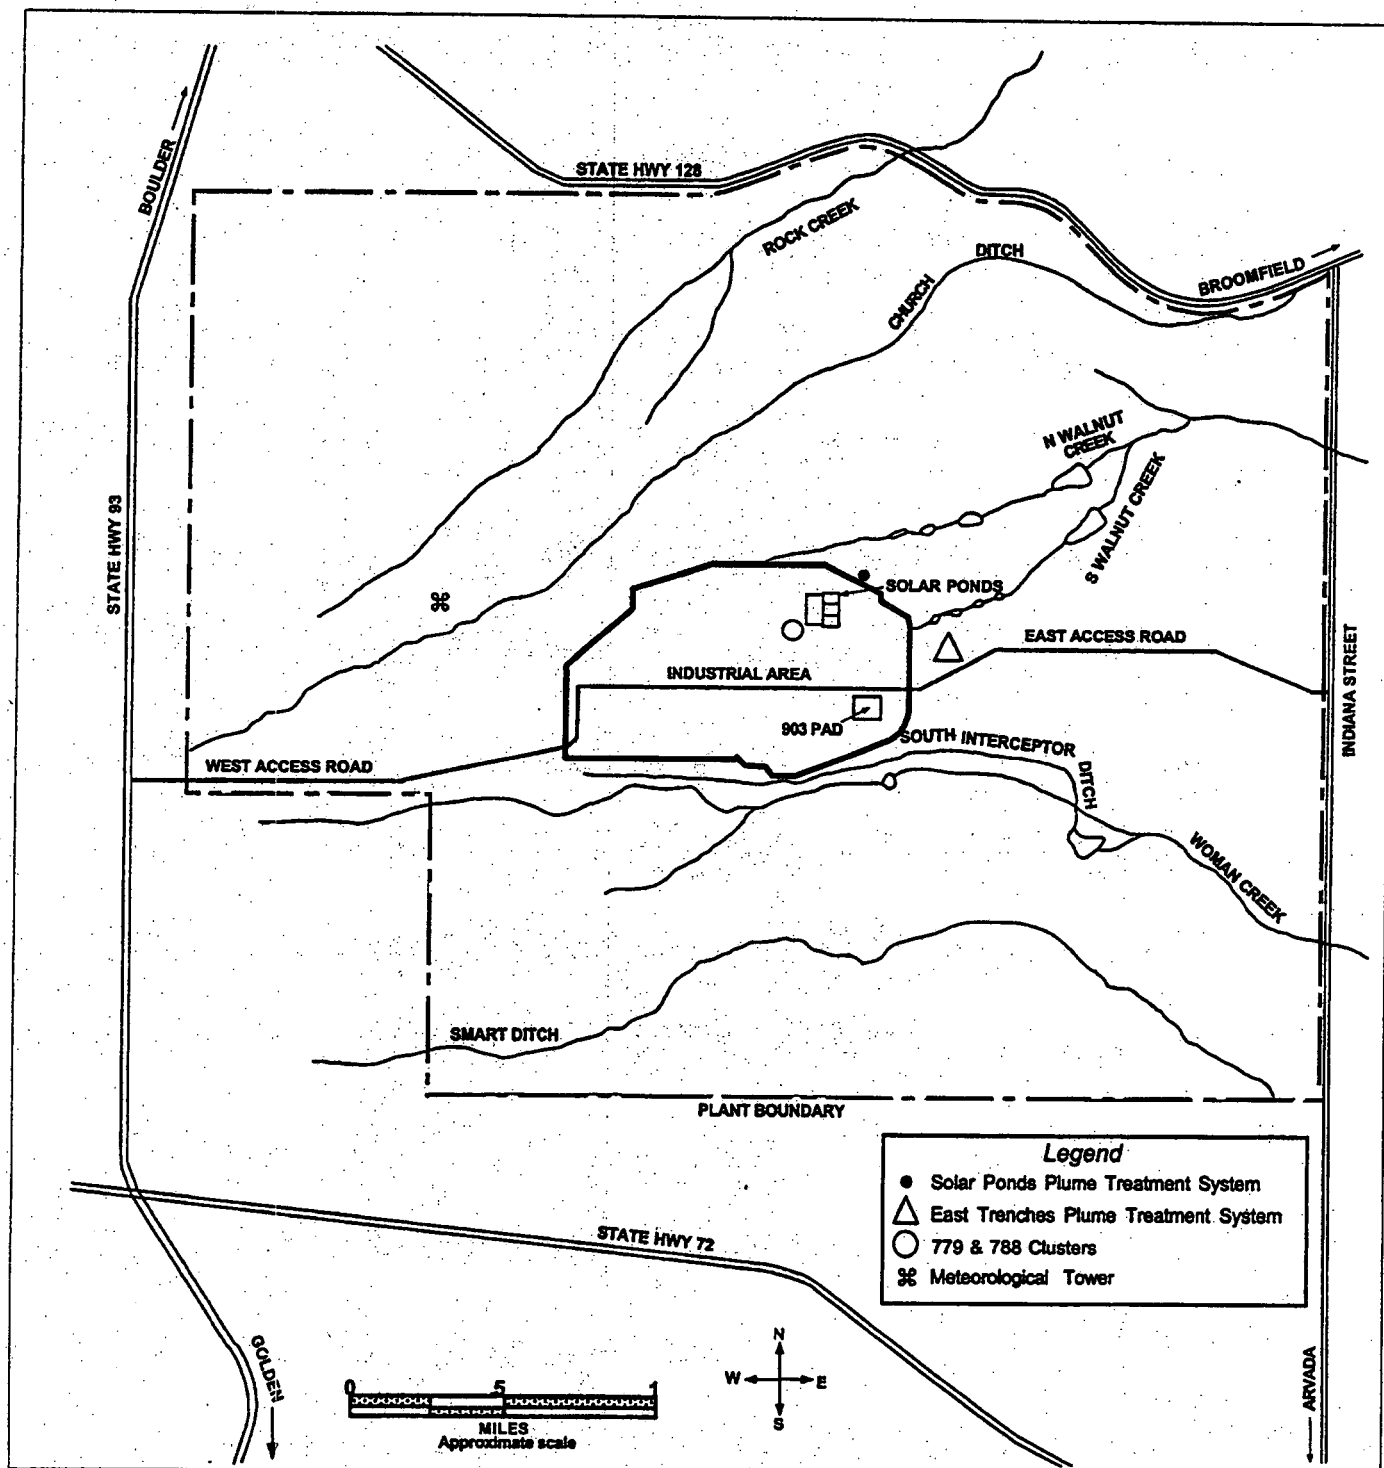 BOULDER
STATE HWY 128
ROCK CREEK
DITCH
CHURCH
BROOMFIELD
N WALNUT
CREEK
S WALNUT CREEK
STATE HWY 93
SOLAR PONDS
EAST ACCESS ROAD
INDIANA STREET
INDUSTRIAL AREA
903 PAD
SOUTH INTERCEPTOR
DITCH
WEST ACCESS ROAD
WOMAN CREEK
SMART DITCH
PLANT BOUNDARY
Legend
Solar Ponds Plume Treatment System
East Trenches Plume Treatment System
779 & 788 Clusters
Meteorological Tower
STATE HWY 72
GOLDEN
ARVADA
N
W E
S
0 .5 1
MILES
Approximate scale